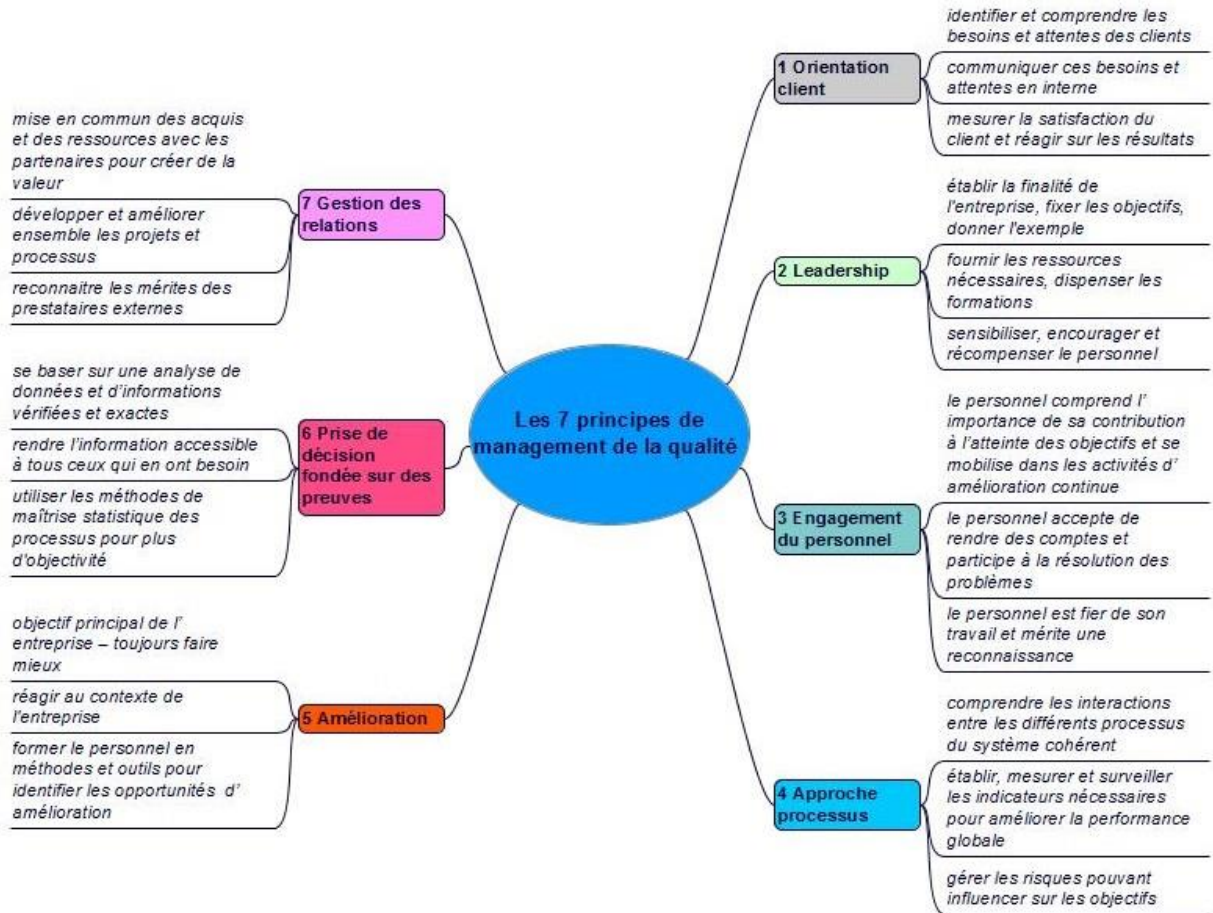 Les 7 principes de
management de la qualité
1 Orientation
client
identifier et comprendre les
besoins et attentes des clients
communiquer ces besoins et
attentes en interne
mesurer la satisfaction du
client et réagir sur les résultats
2 Leadership
établir la finalité de
l'entreprise, fixer les objectifs,
donner l'exemple
fournir les ressources
nécessaires, dispenser les
formations
sensibiliser, encourager et
récompenser le personnel
3 Engagement
du personnel
le personnel comprend l’
importance de sa contribution
à l’atteinte des objectifs et se
mobilise dans les activités d’
amélioration continue
le personnel accepte de
rendre des comptes et
participe à la résolution des
problèmes
le personnel est fier de son
travail et mérite une
reconnaissance
4 Approche
processus
comprendre les interactions
entre les différents processus
du système cohérent
établir, mesurer et surveiller
les indicateurs nécessaires
pour améliorer la performance
globale
gérer les risques pouvant
influencer sur les objectifs
5 Amélioration
objectif principal de l’
entreprise – toujours faire
mieux
réagir au contexte de
l'entreprise
former le personnel en
méthodes et outils pour
identifier les opportunités d’
amélioration
6 Prise de
décision
fondée sur des
preuves
se baser sur une analyse de
données et d’informations
vérifiées et exactes
rendre l’information accessible
à tous ceux qui en ont besoin
utiliser les méthodes de
maîtrise statistique des
processus pour plus
d'objectivité
7 Gestion des
relations
mise en commun des acquis
et des ressources avec les
partenaires pour créer de la
valeur
développer et améliorer
ensemble les projets et
processus
reconnaitre les mérites des
prestataires externes